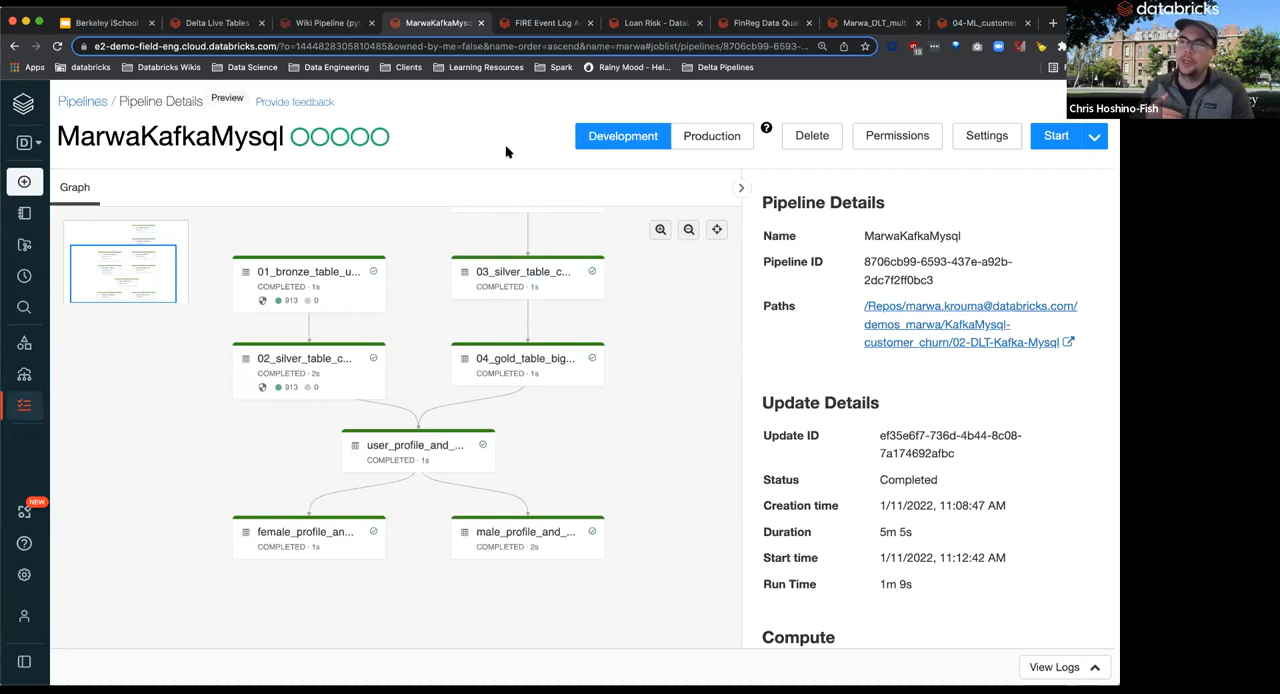 Berkeley iSchool
Delta Live Tables
Wiki Pipeline (pyt
MarwaKafkaMysq
FIRE Event Log A
Loan Risk - Data
FinReg Data Qual
Marwa_DLT_mult
04-ML_customer
e2-demo-field-eng.cloud.databricks.com/?o=1444828305810485&owned-by-me=false&name-order=ascend&name=marwa#joblist/pipelines/8706cb99-6593-...
Apps
databricks
Databricks Wikis
Data Science
Data Engineering
Clients
Learning Resources
Spark
Rainy Mood - Hel...
Delta Pipelines
databricks
Chris Hoshino-Fish
Pipelines / Pipeline Details
Preview
Provide feedback
MarwaKafkaMysql
Development
Production
?
Delete
Permissions
Settings
Start
Graph
01_bronze_table_u...
COMPLETED · 1s
913
0
03_silver_table_c...
COMPLETED · 1s
02_silver_table_c...
COMPLETED · 2s
913
0
04_gold_table_big...
COMPLETED · 1s
user_profile_and_...
COMPLETED · 1s
female_profile_an...
COMPLETED · 1s
male_profile_and_...
COMPLETED · 2s
Pipeline Details
Name
MarwaKafkaMysql
Pipeline ID
8706cb99-6593-437e-a92b-
2dc7f2ff0bc3
Paths
/Repos/marwa.krouma@databricks.com/
demos_marwa/KafkaMysql-
customer_churn/02-DLT-Kafka-Mysql
Update Details
Update ID
ef35e6f7-736d-4b44-8c08-
7a174692afbc
Status
Completed
Creation time
1/11/2022, 11:08:47 AM
Duration
5m 5s
Start time
1/11/2022, 11:12:42 AM
Run Time
1m 9s
Compute
View Logs
D
NEW